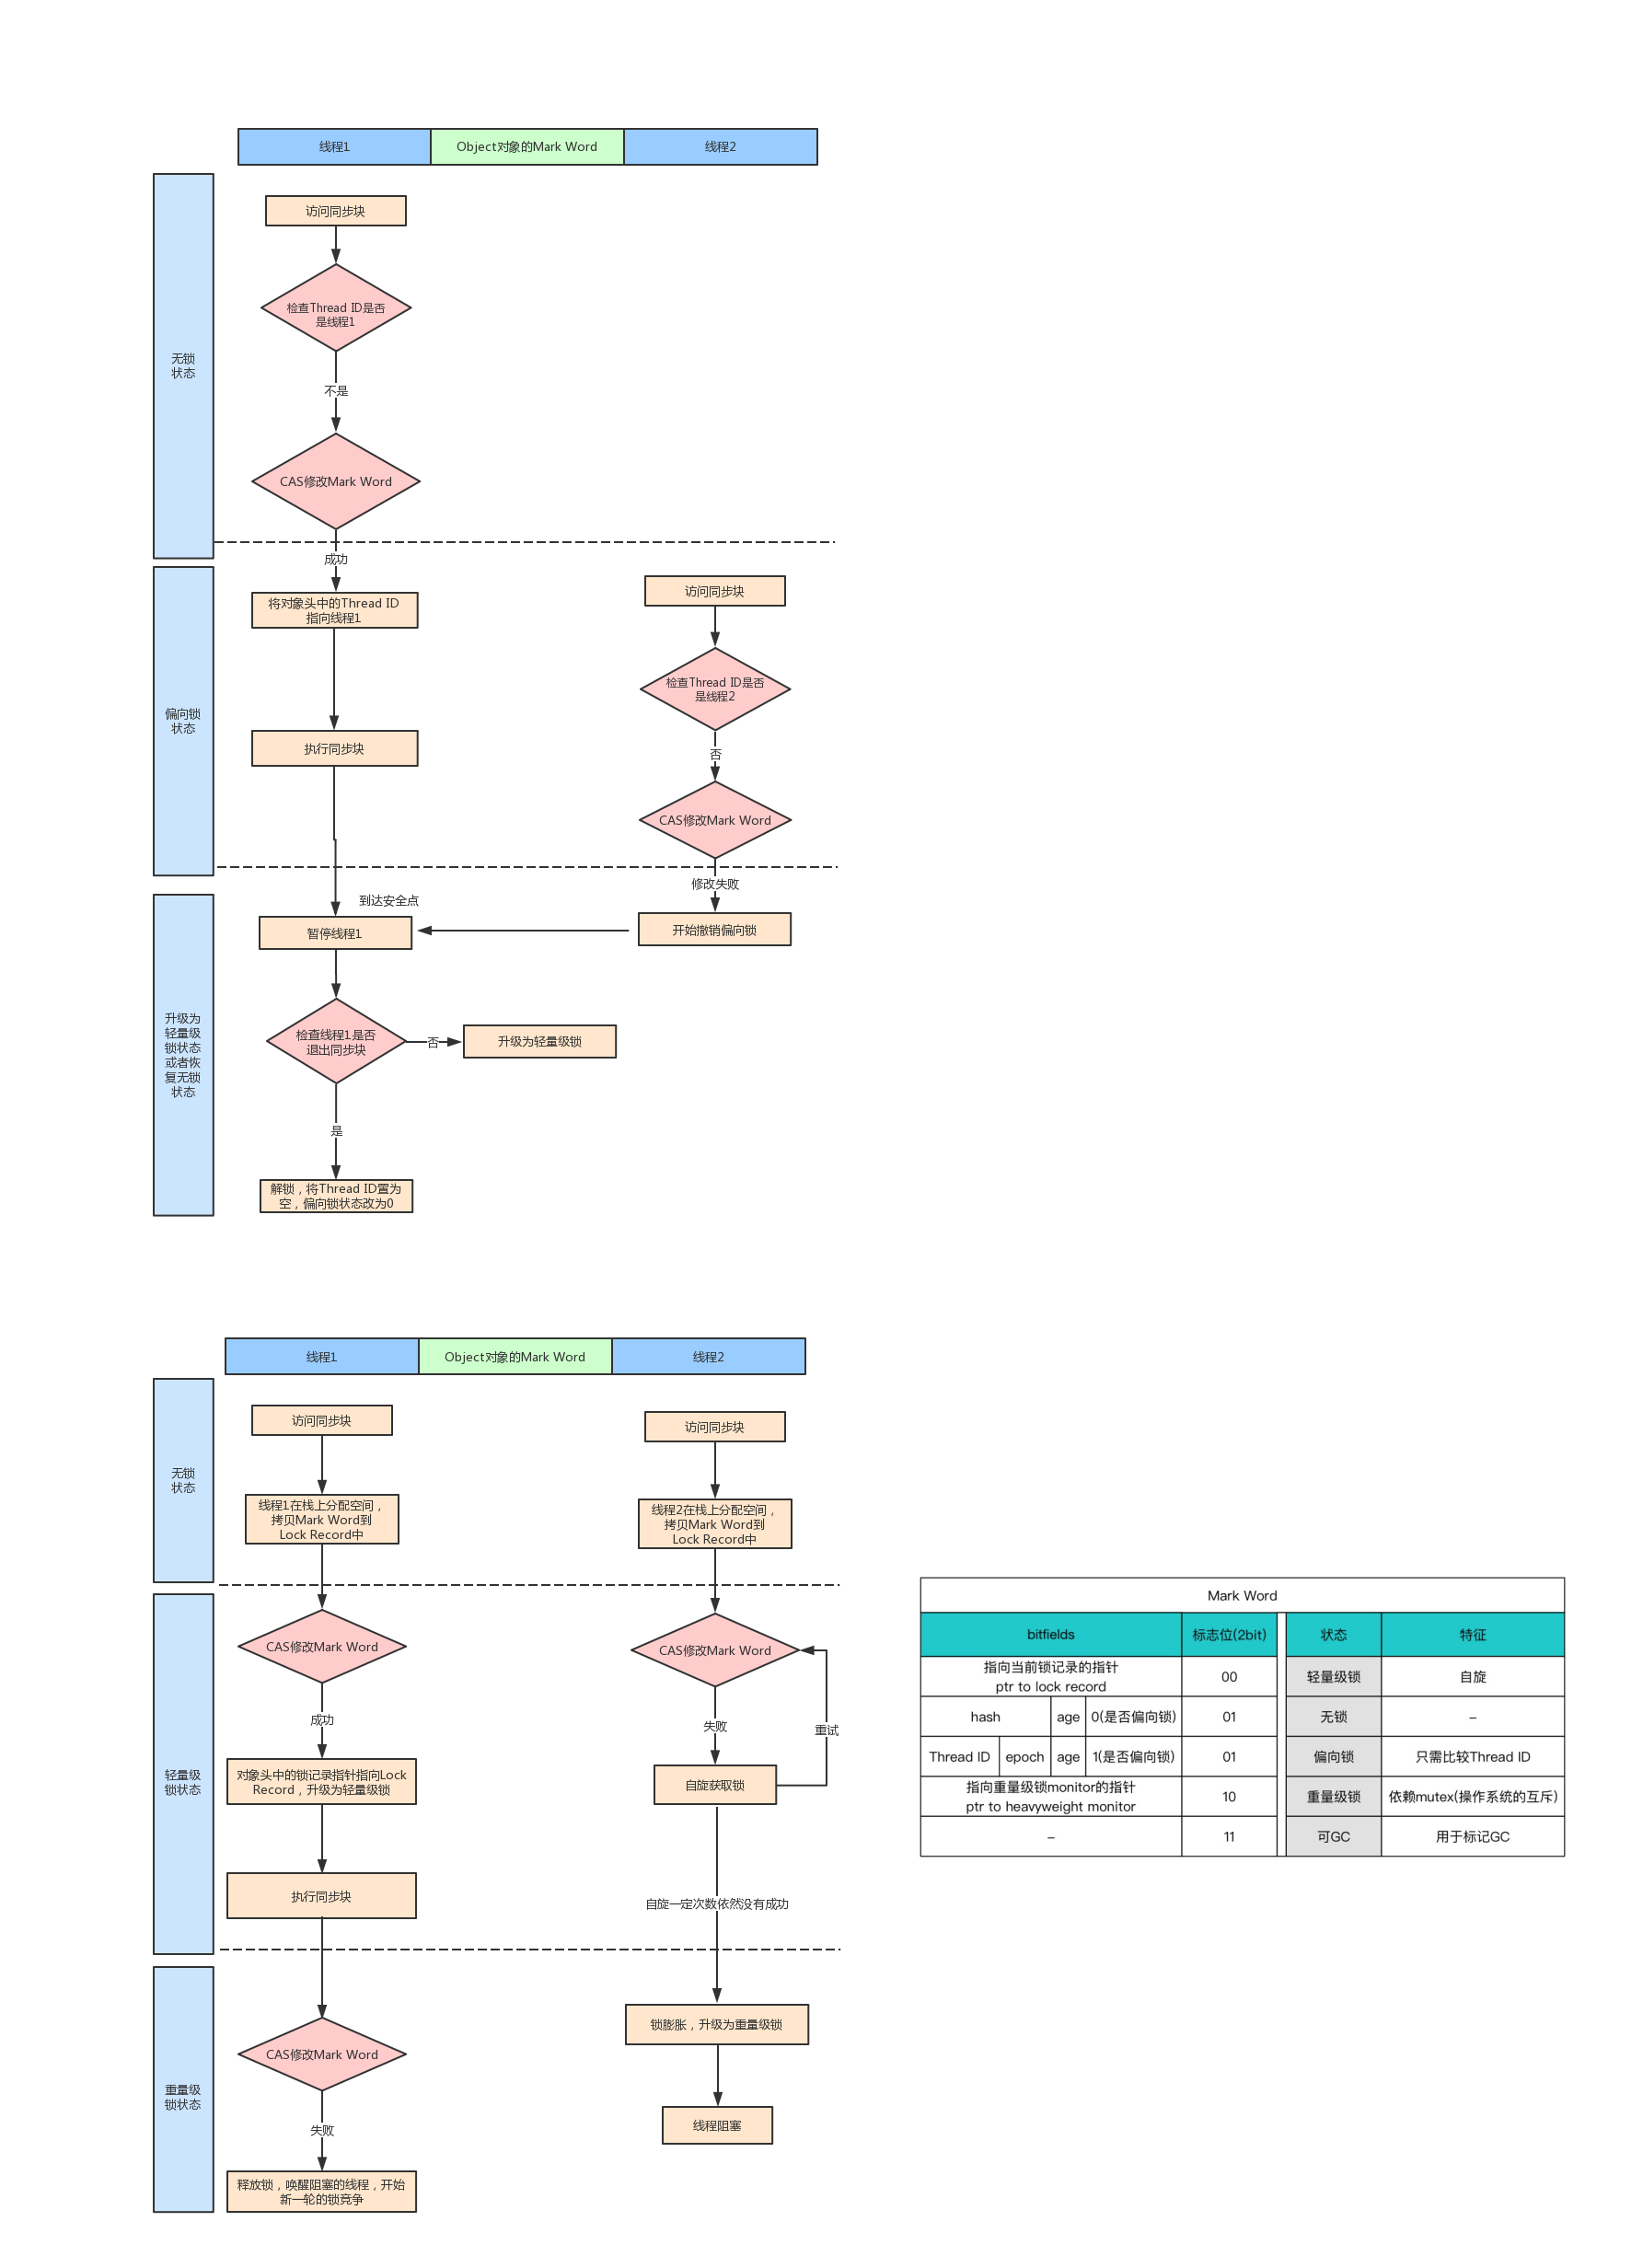 线程1
Object对象的Mark Word
线程2
无锁
状态
访问同步块
检查Thread ID是否
是线程1
不是
CAS修改Mark Word
成功
偏向锁
状态
将对象头中的Thread ID
指向线程1
执行同步块
访问同步块
检查Thread ID是否
是线程2
否
CAS修改Mark Word
修改失败
升级为
轻量级
锁状态
或者恢
复无锁
状态
到达安全点
暂停线程1
开始撤销偏向锁
检查线程1是否
退出同步块
否
升级为轻量级锁
是
解锁，将Thread ID置为
空，偏向锁状态改为0
线程1
Object对象的Mark Word
线程2
无锁
状态
访问同步块
线程1在栈上分配空间，
拷贝Mark Word到
Lock Record中
访问同步块
线程2在栈上分配空间，
拷贝Mark Word到
Lock Record中
轻量级
锁状态
CAS修改Mark Word
成功
对象头中的锁记录指针指向Lock
Record，升级为轻量级锁
执行同步块
CAS修改Mark Word
失败
重试
自旋获取锁
自旋一定次数依然没有成功
重量级
锁状态
CAS修改Mark Word
失败
释放锁，唤醒阻塞的线程，开始
新一轮的锁竞争
锁膨胀，升级为重量级锁
线程阻塞
Mark Word
bitfields 标志位(2bit) 状态 特征
指向当前锁记录的指针
ptr to lock record
00 轻量级锁 自旋
hash age 0(是否偏向锁) 01 无锁 –
Thread ID epoch age 1(是否偏向锁) 01 偏向锁 只需比较Thread ID
指向重量级锁monitor的指针
ptr to heavyweight monitor
10 重量级锁 依赖mutex(操作系统的互斥)
– 11 可GC 用于标记GC